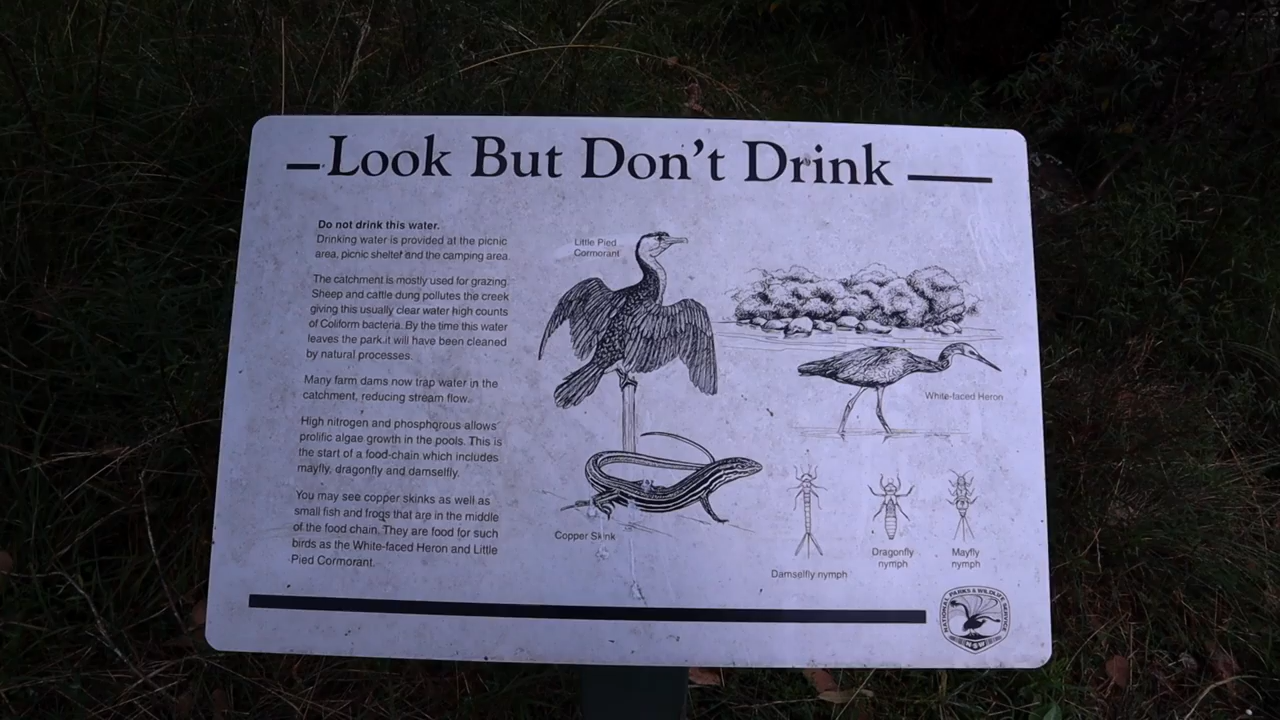 Look But Don't Drink
Do not drink this water.
Drinking water is provided at the picnic
area, picnic shelter and the camping area.
The catchment is mostly used for grazing.
Sheep and cattle dung pollutes the creek
giving this usually clear water high counts
of Coliform bacteria. By the time this water
leaves the park it will have been cleaned
by natural processes.
Many farm dams now trap water in the
catchment, reducing stream flow.
High nitrogen and phosphorous allows
prolific algae growth in the pools. This is
the start of a food-chain which includes
mayfly, dragonfly and damselfly.
You may see copper skinks as well as
small fish and frogs that are in the middle
of the food chain. They are food for such
birds as the White-faced Heron and Little
Pied Cormorant.
Little Pied
Cormorant
White-faced Heron
Copper Skink
Damselfly nymph
Dragonfly
nymph
Mayfly
nymph
NATIONAL PARKS & WILDLIFE SERVICE
NSW